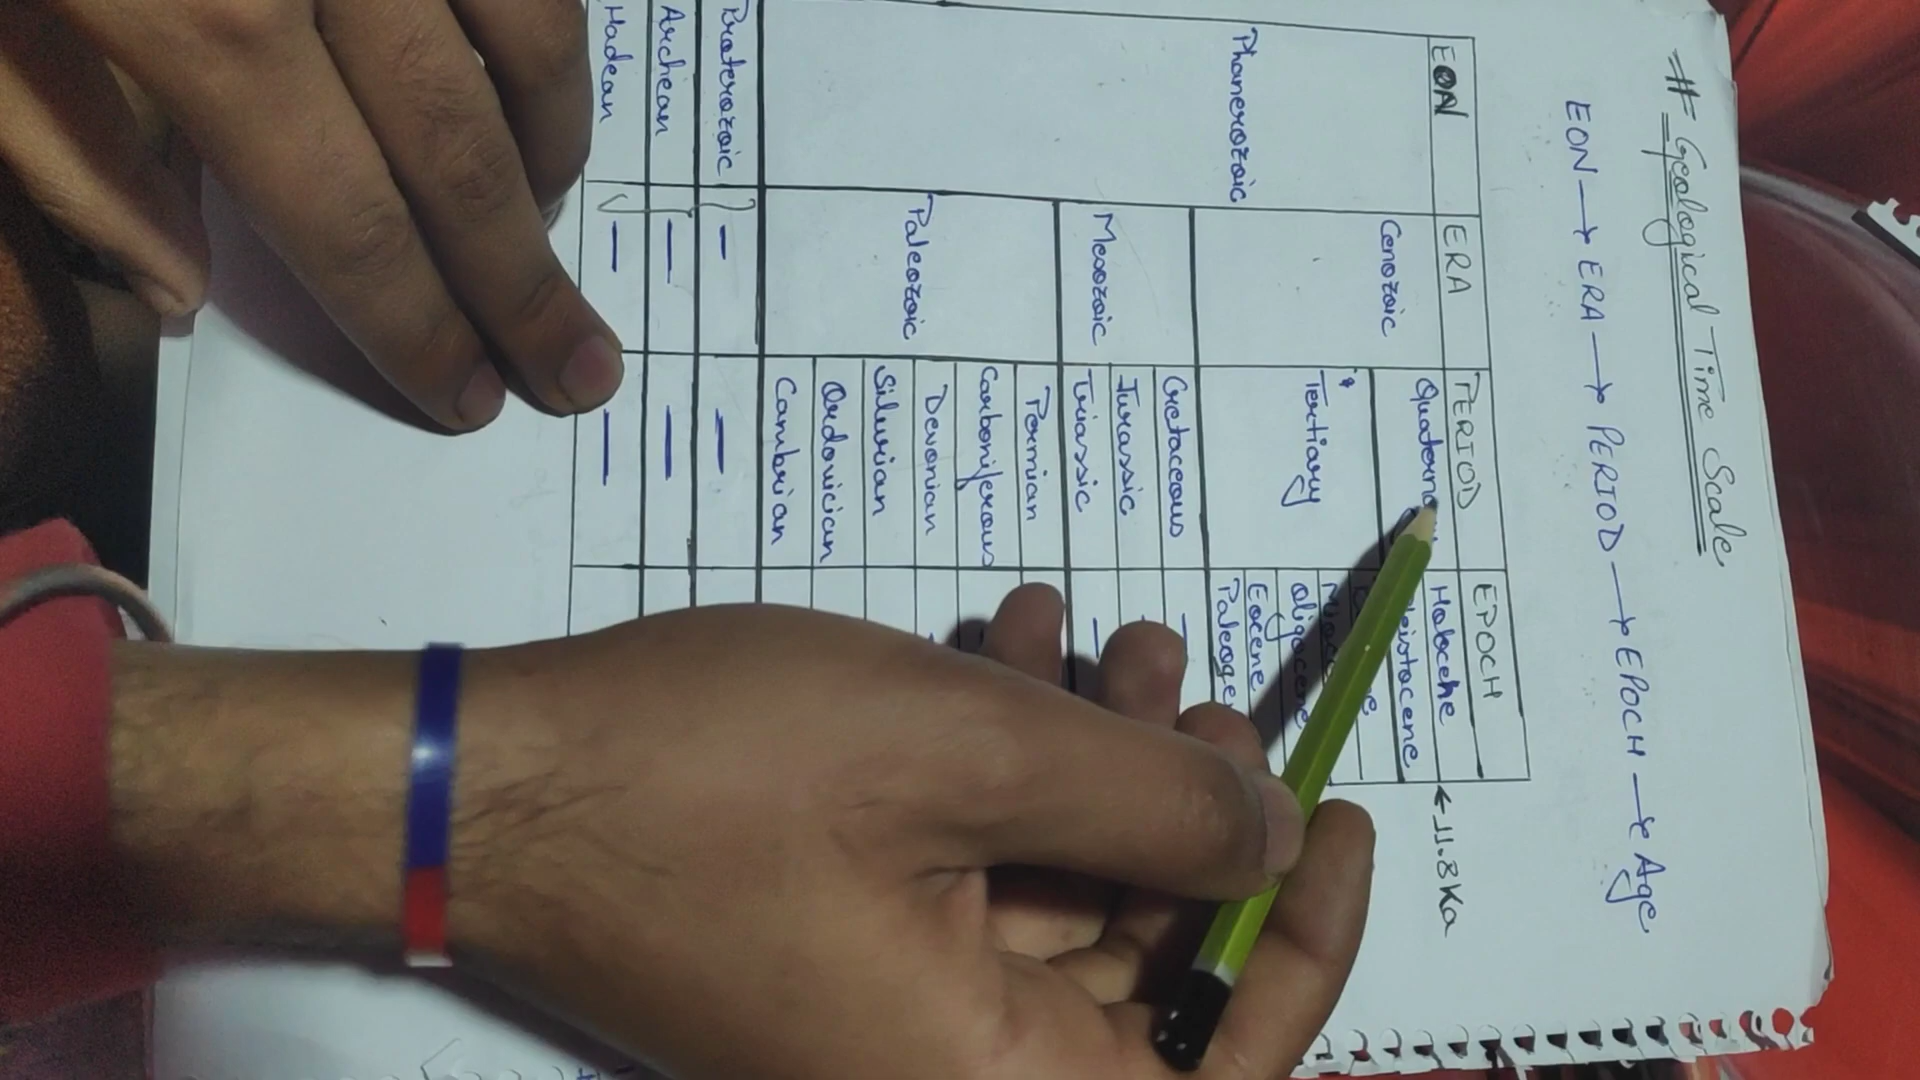 # Geological Time Scale
EON → ERA → PERIOD → EPOCH → Age
EON ERA PERIOD EPOCH
Phanerozoic Cenozoic Quaternary Holocene ← 11.8 Ka
Tertiary
Oligocene
Eocene
Mesozoic Cretaceous —
Jurassic
Triassic —
Paleozoic Permian
Carboniferous
Devonian
Silurian
Ordovician
Cambrian
Proterozoic — —
Archean — —
Hadean — —